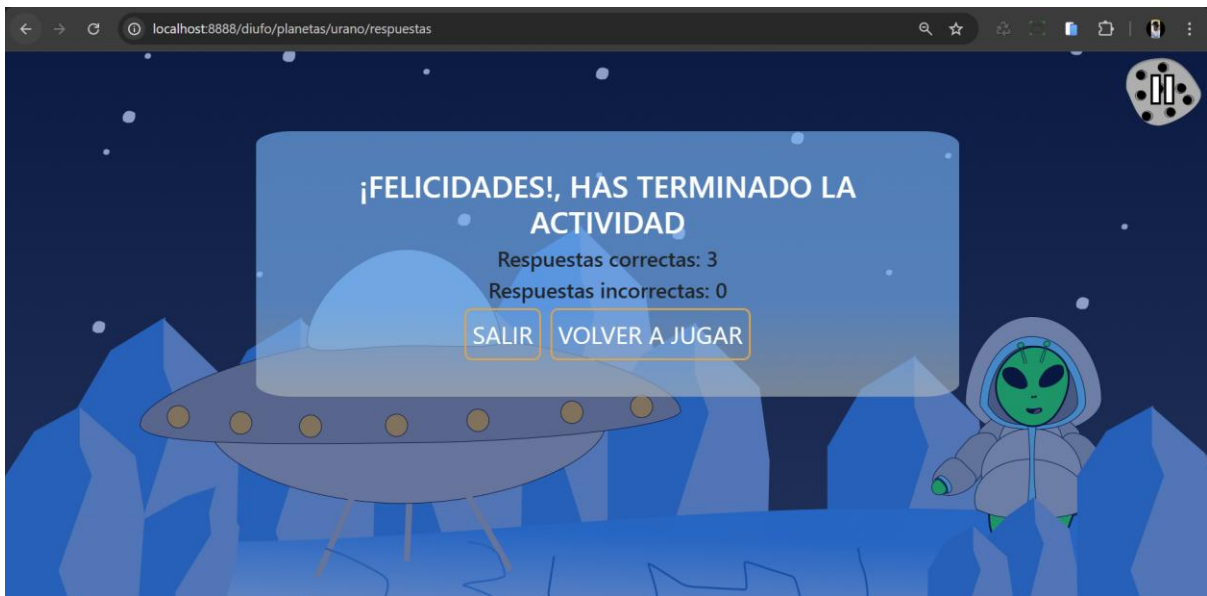 localhost:8888/diufo/planetas/urano/respuestas
¡FELICIDADES!, HAS TERMINADO LA
ACTIVIDAD
Respuestas correctas: 3
Respuestas incorrectas: 0
SALIR VOLVER A JUGAR